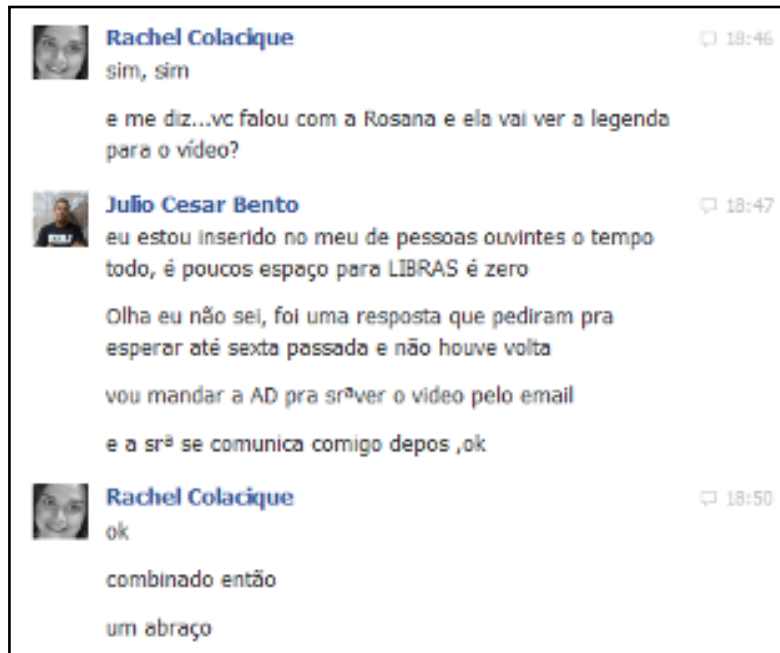 Rachel Colacique 18:46
sim, sim
e me diz...vc falou com a Rosana e ela vai ver a legenda
para o vídeo?
Julio Cesar Bento 18:47
eu estou inserido no meu de pessoas ouvintes o tempo
todo, é poucos espaço para LIBRAS é zero
Olha eu não sei, foi uma resposta que pediram pra
esperar até sexta passada e não houve volta
vou mandar a AD pra srªver o video pelo email
e a srª se comunica comigo depos ,ok
Rachel Colacique 18:50
ok
combinado então
um abraço